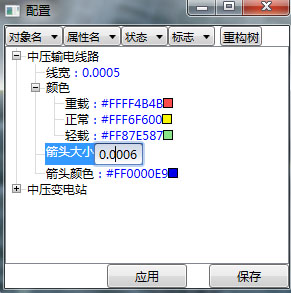 配置
对象名 属性名 状态 标志 重构树
中压输电线路
线宽：0.0005
颜色
重载：#FFFF4B4B
正常：#FFF6F600
轻载：#FF87E587
箭头大小 0.0006
箭头颜色：#FF0000E9
中压变电站
应用 保存